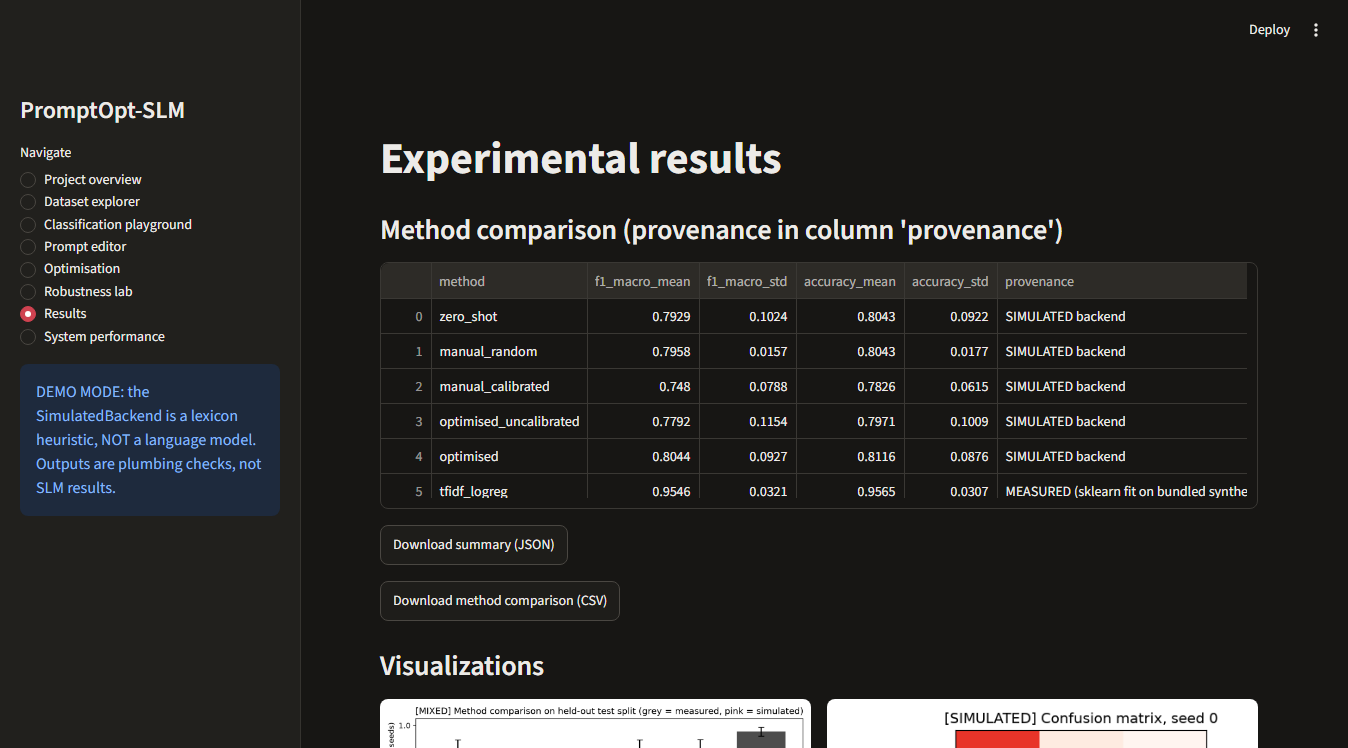 Deploy
PromptOpt-SLM
Navigate
Project overview
Dataset explorer
Classification playground
Prompt editor
Optimisation
Robustness lab
Results
System performance
DEMO MODE: the
SimulatedBackend is a lexicon
heuristic, NOT a language model.
Outputs are plumbing checks, not
SLM results.
Experimental results
Method comparison (provenance in column 'provenance')
method f1_macro_mean f1_macro_std accuracy_mean accuracy_std provenance
0 zero_shot 0.7929 0.1024 0.8043 0.0922 SIMULATED backend
1 manual_random 0.7958 0.0157 0.8043 0.0177 SIMULATED backend
2 manual_calibrated 0.748 0.0788 0.7826 0.0615 SIMULATED backend
3 optimised_uncalibrated 0.7792 0.1154 0.7971 0.1009 SIMULATED backend
4 optimised 0.8044 0.0927 0.8116 0.0876 SIMULATED backend
5 tfidf_logreg 0.9546 0.0321 0.9565 0.0307 MEASURED (sklearn fit on bundled synthe
Download summary (JSON)
Download method comparison (CSV)
Visualizations
[MIXED] Method comparison on held-out test split (grey = measured, pink = simulated)
1.0
seeds)
[SIMULATED] Confusion matrix, seed 0